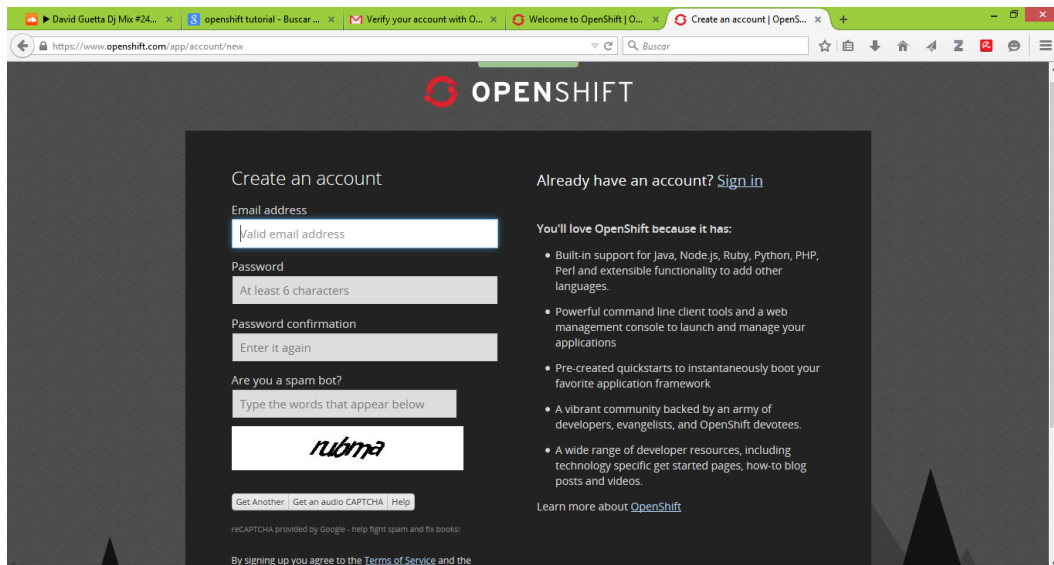 ▶ David Guetta Dj Mix #24...
openshift tutorial - Buscar ...
Verify your account with O...
Welcome to OpenShift | O...
Create an account | OpenS...
https://www.openshift.com/app/account/new
Buscar
OPENSHIFT
Create an account
Email address
Valid email address
Password
At least 6 characters
Password confirmation
Enter it again
Are you a spam bot?
Type the words that appear below
rubma
Get Another Get an audio CAPTCHA Help
reCAPTCHA provided by Google - help fight spam and fix books!
By signing up you agree to the Terms of Service and the
Already have an account? Sign in
You'll love OpenShift because it has:
• Built-in support for Java, Node.js, Ruby, Python, PHP,
Perl and extensible functionality to add other
languages.
• Powerful command line client tools and a web
management console to launch and manage your
applications
• Pre-created quickstarts to instantaneously boot your
favorite application framework
• A vibrant community backed by an army of
developers, evangelists, and OpenShift devotees.
• A wide range of developer resources, including
technology specific get started pages, how-to blog
posts and videos.
Learn more about OpenShift